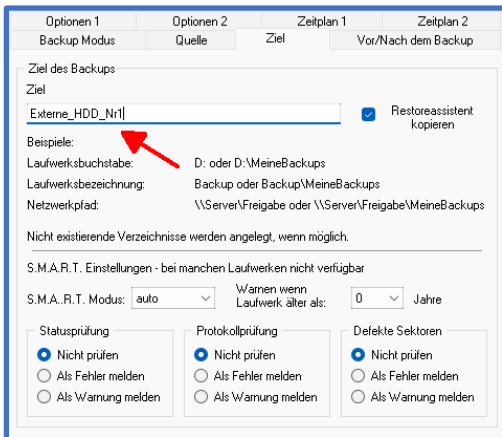 Optionen 1 Optionen 2 Zeitplan 1 Zeitplan 2
Backup Modus Quelle Ziel Vor/Nach dem Backup
Ziel des Backups
Ziel
Externe_HDD_Nr1 Restoreassistent
kopieren
Beispiele:
Laufwerksbuchstabe: D: oder D:\MeineBackups
Laufwerksbezeichnung: Backup oder Backup\MeineBackups
Netzwerkpfad: \\Server\Freigabe oder \\Server\Freigabe\MeineBackups
Nicht existierende Verzeichnisse werden angelegt, wenn möglich.
S.M.A.R.T. Einstellungen - bei manchen Laufwerken nicht verfügbar
S.M.A..R.T. Modus: auto Warnen wenn
Laufwerk älter als: 0 Jahre
Statusprüfung Protokollprüfung Defekte Sektoren
Nicht prüfen Nicht prüfen Nicht prüfen
Als Fehler melden Als Fehler melden Als Fehler melden
Als Warnung melden Als Warnung melden Als Warnung melden